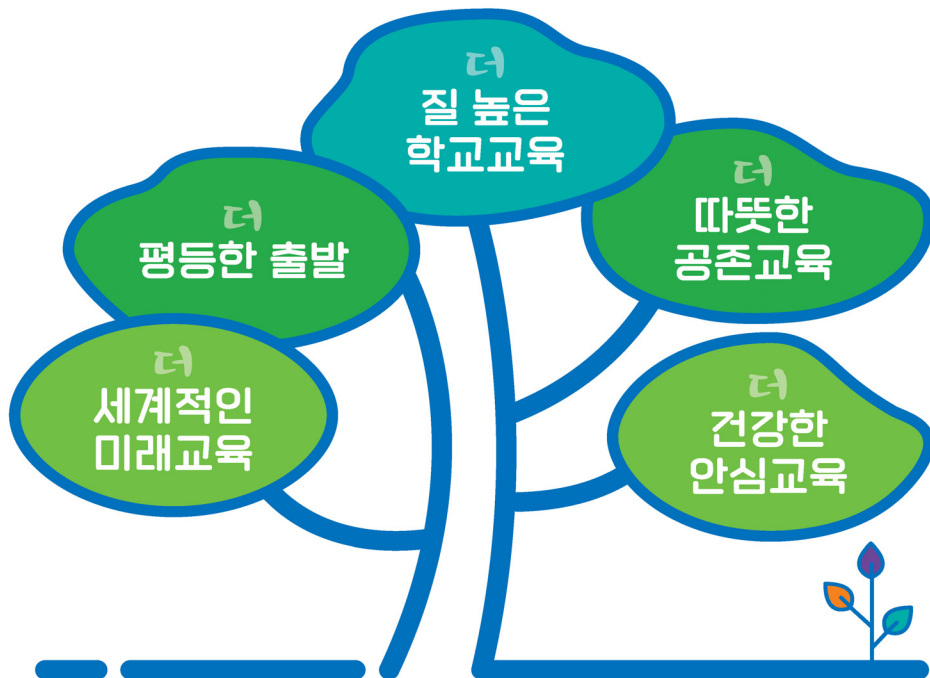 더
질 높은
학교교육
더
평등한 출발
더
따뜻한
공존교육
더
세계적인
미래교육
더
건강한
안심교육